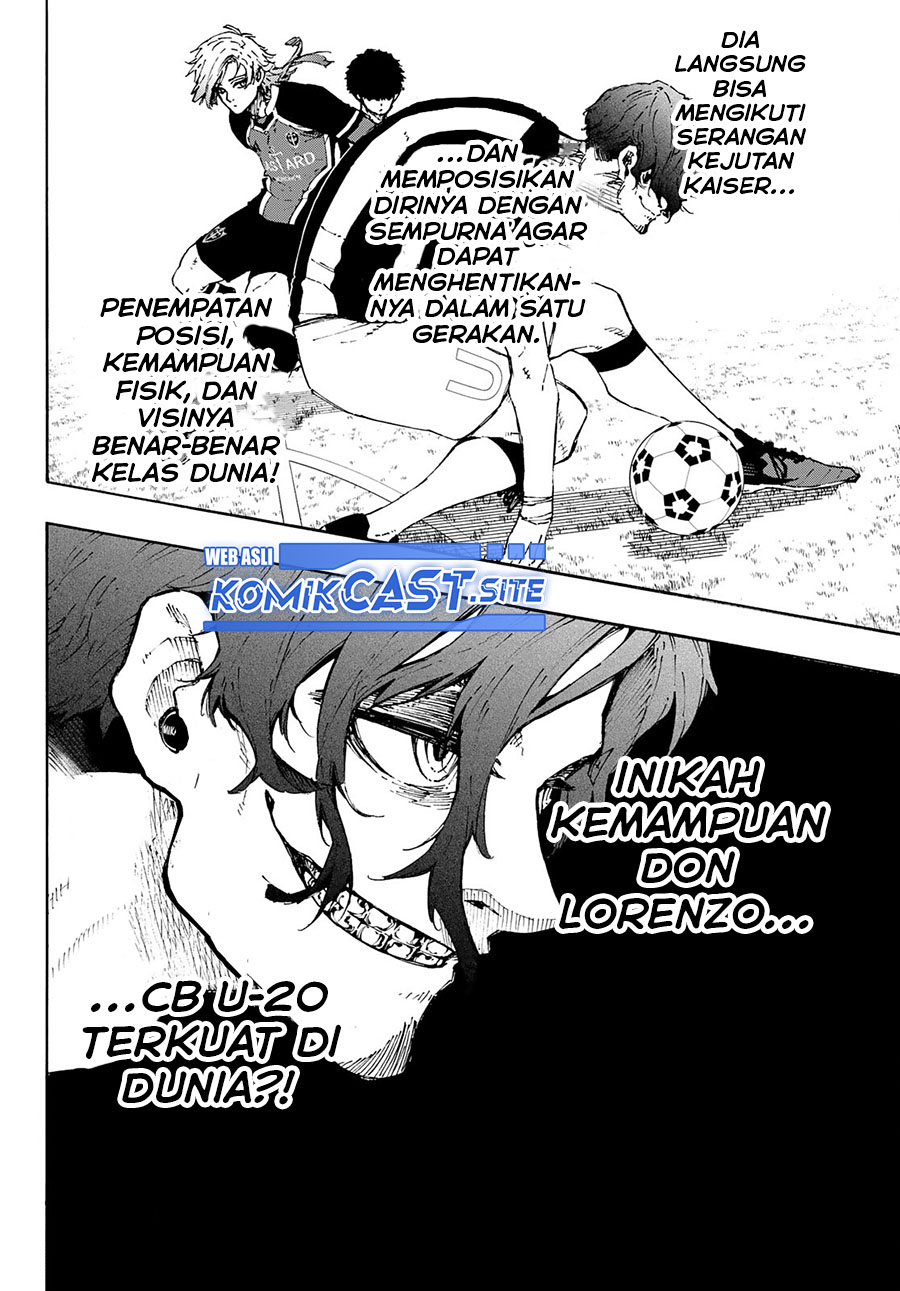 DIA
LANGSUNG
BISA
MENGIKUTI
SERANGAN
KEJUTAN
KAISER...
...DAN
MEMPOSISIKAN
DIRINYA DENGAN
SEMPURNA AGAR
DAPAT
MENGHENTIKAN-
NYA DALAM SATU
GERAKAN.
PENEMPATAN
POSISI,
KEMAMPUAN
FISIK, DAN
VISINYA
BENAR-BENAR
KELAS DUNIA!
WEB ASLI
KOMIKCAST.SITE
INIKAH
KEMAMPUAN
DON
LORENZO...
...CB U-20
TERKUAT DI
DUNIA?!